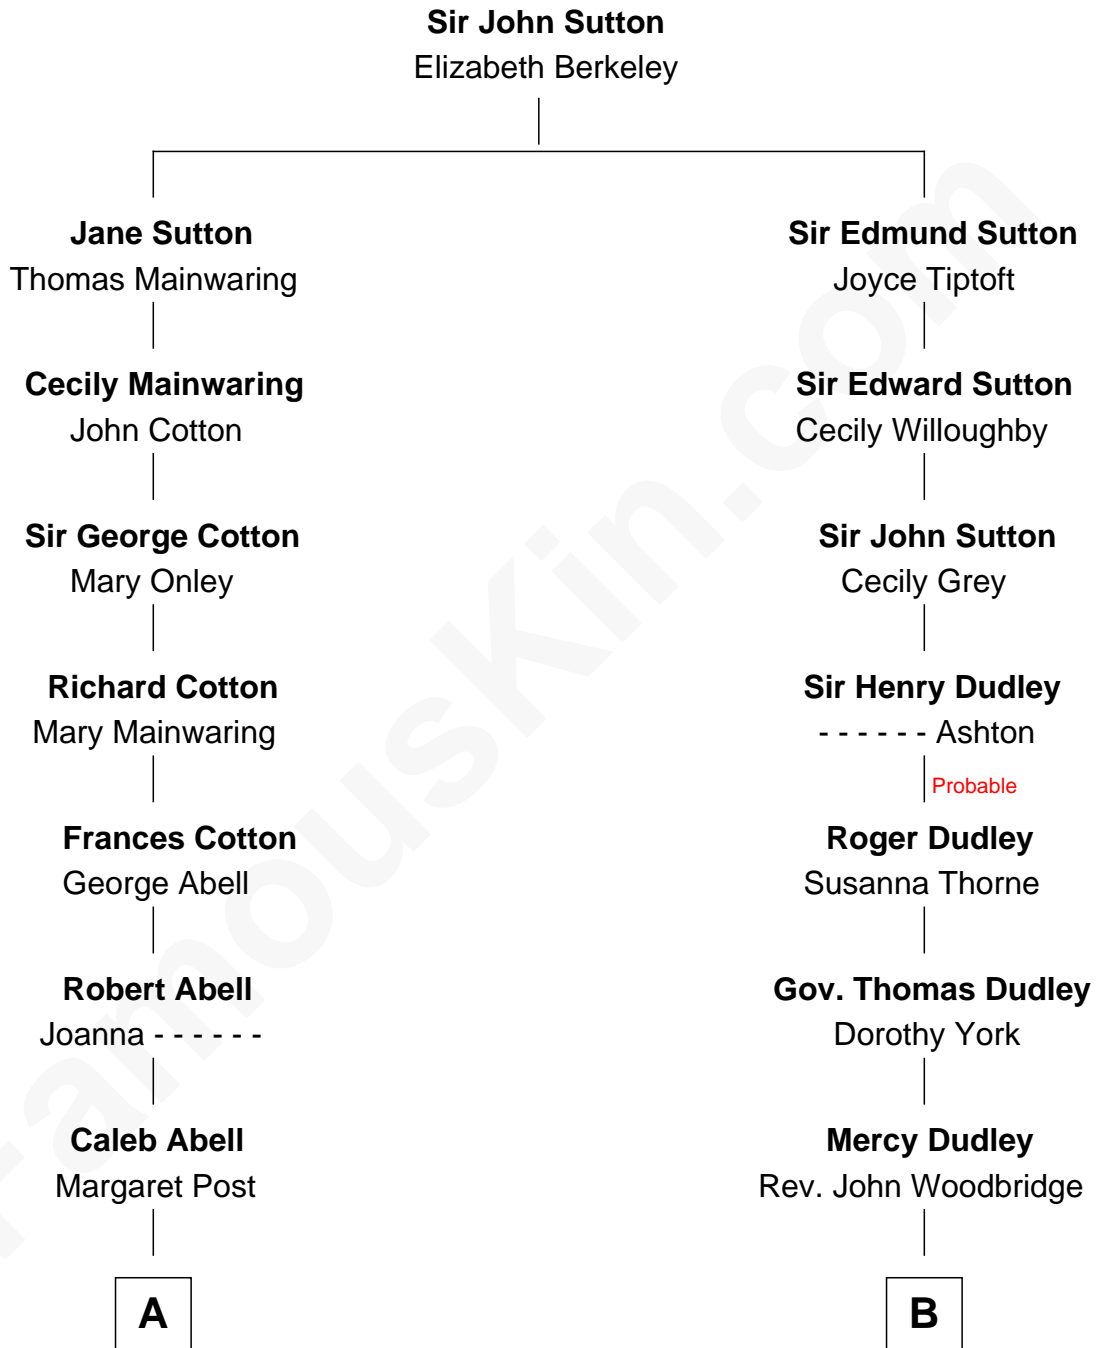 Sir John Sutton
Elizabeth Berkeley
Jane Sutton
Thomas Mainwaring
Sir Edmund Sutton
Joyce Tiptoft
Cecily Mainwaring
John Cotton
Sir Edward Sutton
Cecily Willoughby
Sir George Cotton
Mary Onley
Sir John Sutton
Cecily Grey
Richard Cotton
Mary Mainwaring
Sir Henry Dudley
- - - - - - Ashton
Probable
Frances Cotton
George Abell
Roger Dudley
Susanna Thorne
Robert Abell
Joanna - - - - - -
Gov. Thomas Dudley
Dorothy York
Caleb Abell
Margaret Post
Mercy Dudley
Rev. John Woodbridge
A
B
FamousKin.com